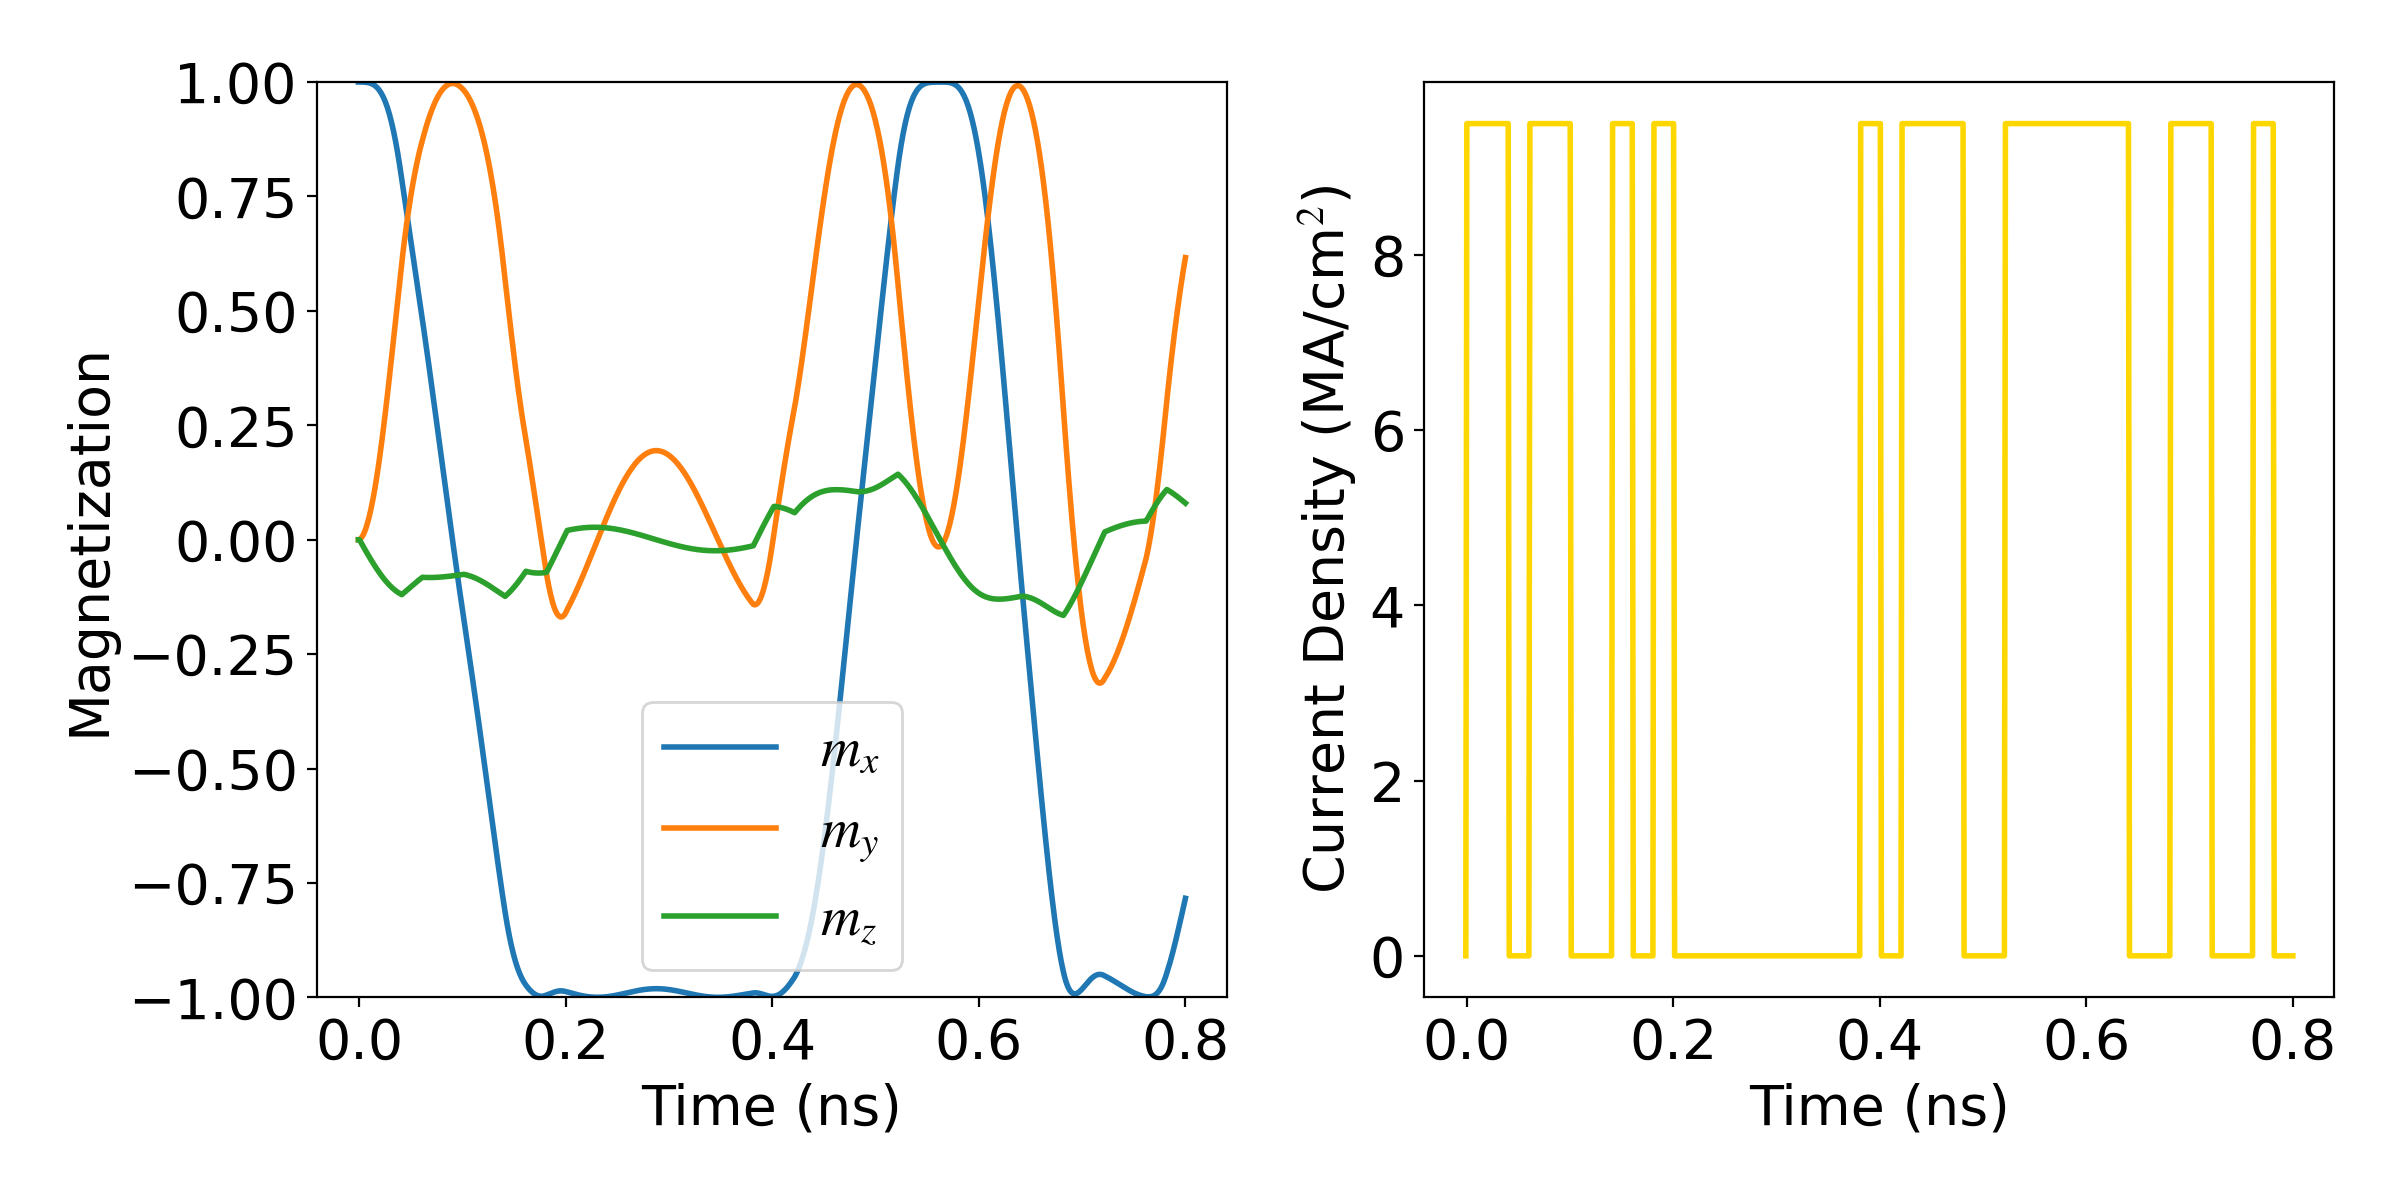 1.00
0.75
0.50
0.25
0.00
−0.25
−0.50
−0.75
−1.00
Magnetization
0.0 0.2 0.4 0.6 0.8
Time (ns)
m_x
m_y
m_z
8
6
4
2
0
Current Density (MA/cm²)
0.0 0.2 0.4 0.6 0.8
Time (ns)